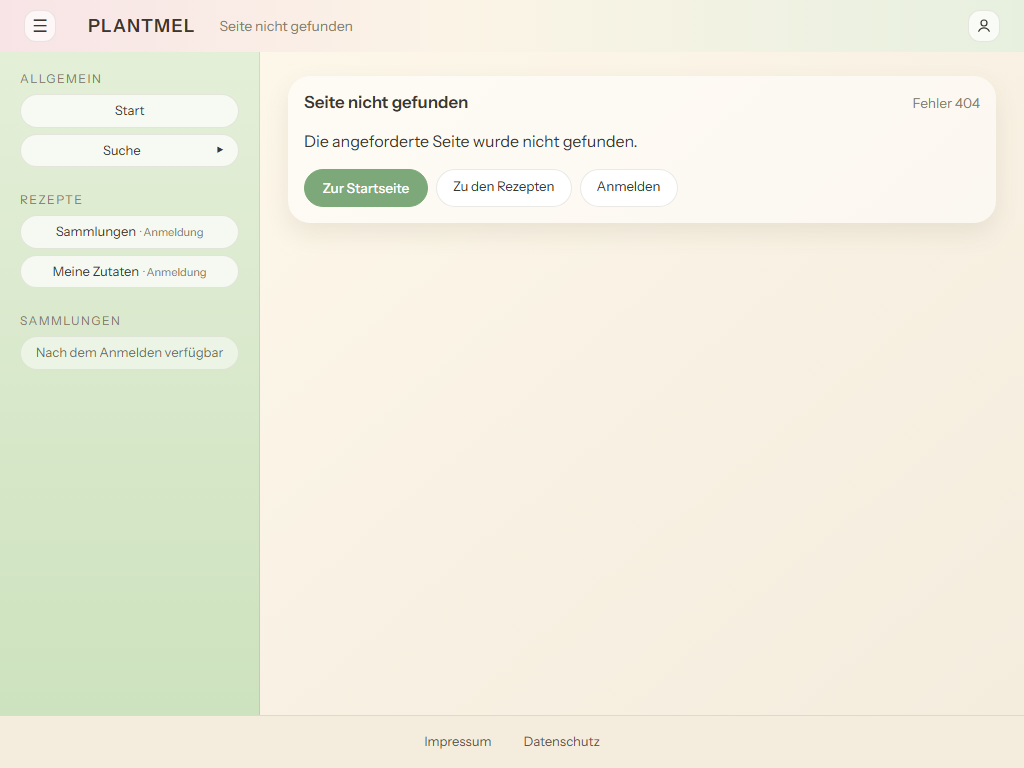 PLANTMEL Seite nicht gefunden
ALLGEMEIN
Start
Suche
REZEPTE
Sammlungen · Anmeldung
Meine Zutaten · Anmeldung
SAMMLUNGEN
Nach dem Anmelden verfügbar
Seite nicht gefunden
Fehler 404
Die angeforderte Seite wurde nicht gefunden.
Zur Startseite
Zu den Rezepten
Anmelden
Impressum
Datenschutz